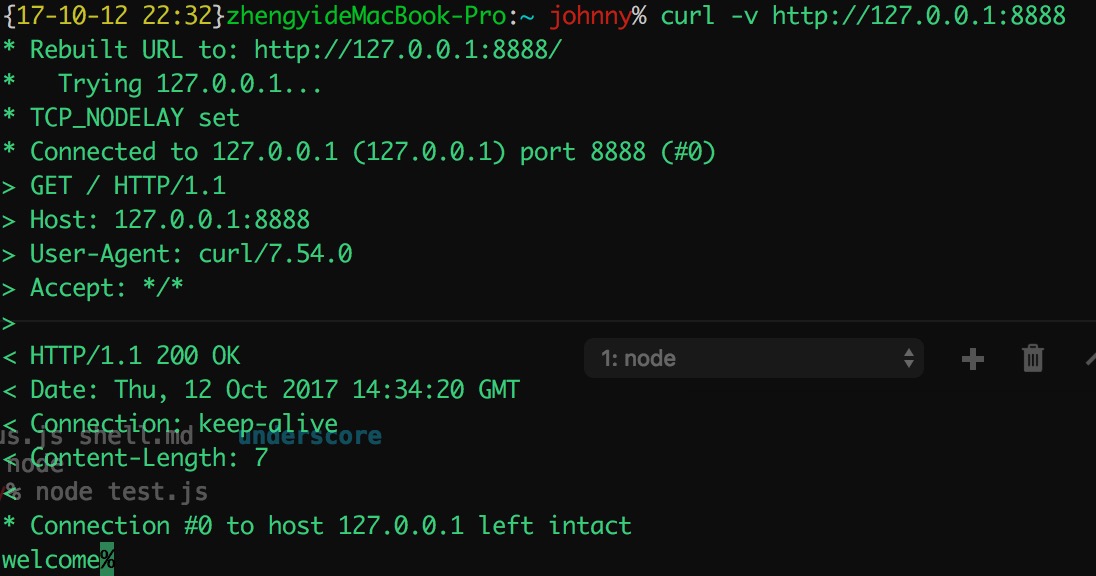 {17-10-12 22:32}zhengyideMacBook-Pro:~ johnny% curl -v http://127.0.0.1:8888
* Rebuilt URL to: http://127.0.0.1:8888/
*   Trying 127.0.0.1...
* TCP_NODELAY set
* Connected to 127.0.0.1 (127.0.0.1) port 8888 (#0)
> GET / HTTP/1.1
> Host: 127.0.0.1:8888
> User-Agent: curl/7.54.0
> Accept: */*
>
< HTTP/1.1 200 OK
1: node
< Date: Thu, 12 Oct 2017 14:34:20 GMT
< Connection: keep-alive
us.js shell.md underscore
< Content-Length: 7
node
<
% node test.js
* Connection #0 to host 127.0.0.1 left intact
welcome%